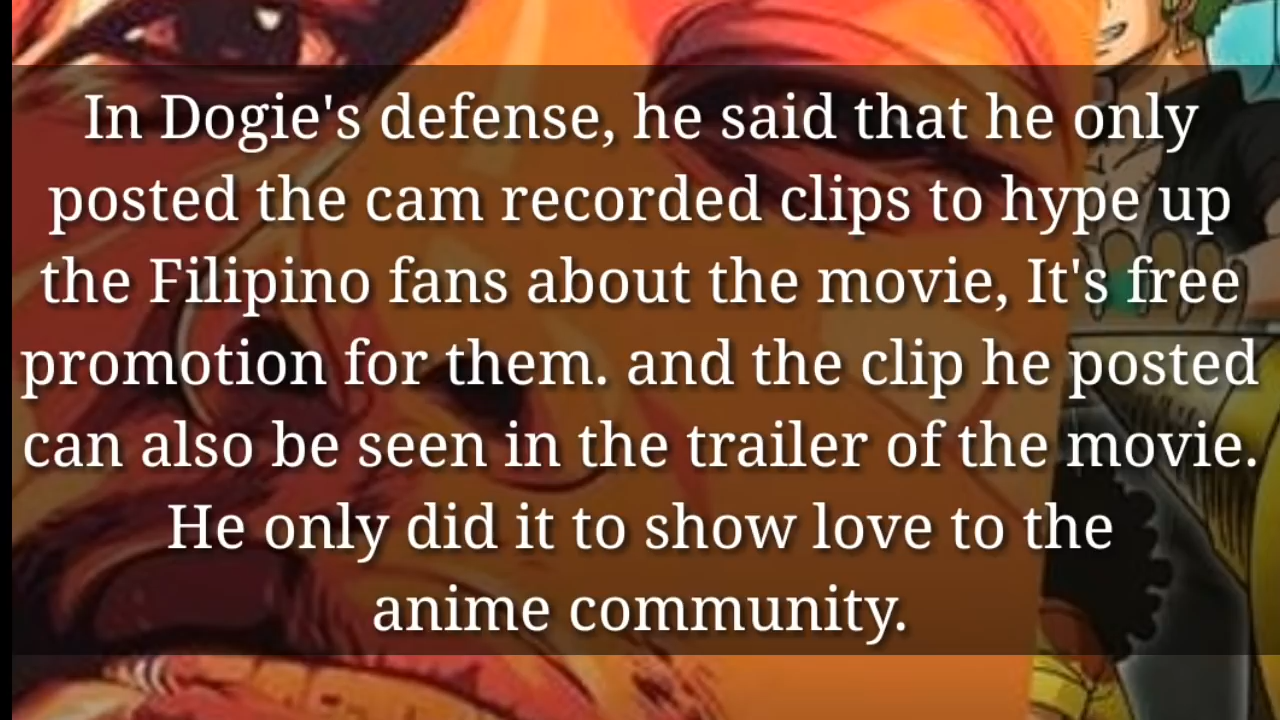 In Dogie's defense, he said that he only
posted the cam recorded clips to hype up
the Filipino fans about the movie, It's free
promotion for them. and the clip he posted
can also be seen in the trailer of the movie.
He only did it to show love to the
anime community.